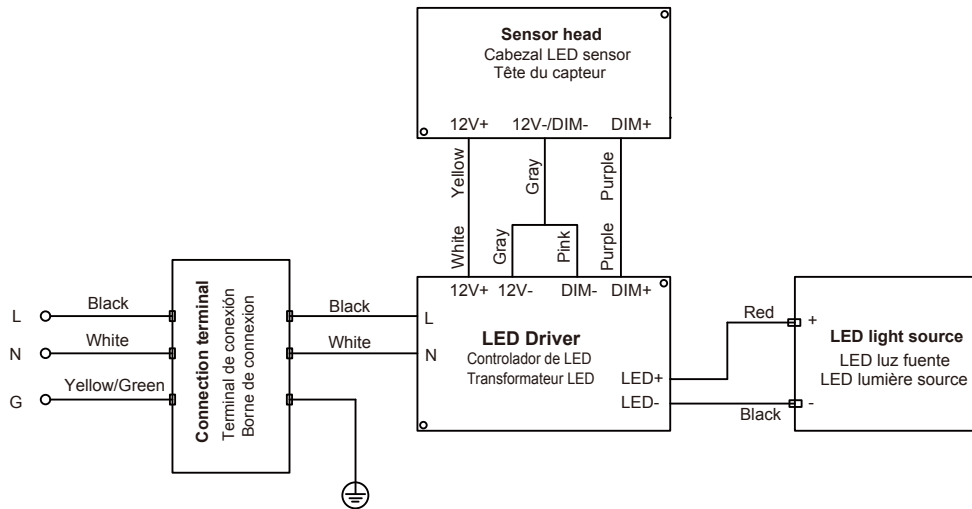 Sensor head
Cabezal LED sensor
Tête du capteur
12V+ 12V-/DIM- DIM+
Yellow
Gray
Purple
White
Gray
Pink
Purple
12V+ 12V- DIM- DIM+
L
N
LED Driver
Controlador de LED
Transformateur LED
LED+
LED-
L
Black
N
White
G
Yellow/Green
Connection terminal
Terminal de conexión
Borne de connexion
Black
White
Red
Black
+
-
LED light source
LED luz fuente
LED lumière source